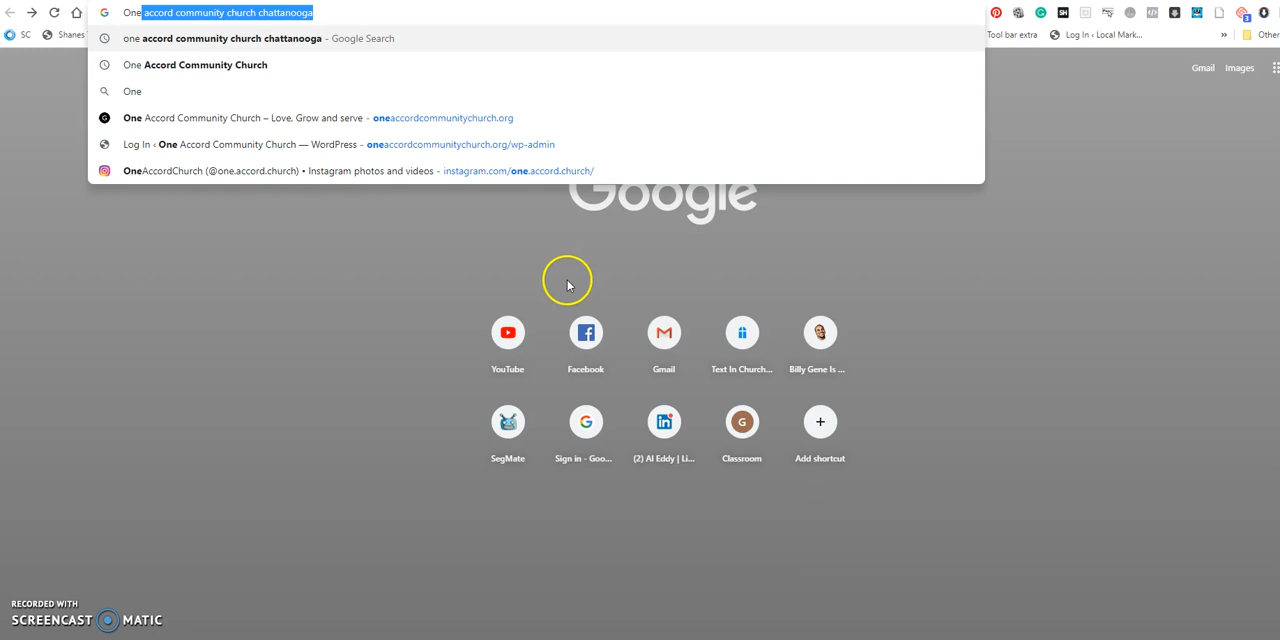 One accord community church chattanooga
SC
Shanes
Tool bar extra
Log In ‹ Local Mark...
»
Other
one accord community church chattanooga - Google Search
One Accord Community Church
One
One Accord Community Church – Love, Grow and serve - oneaccordcommunitychurch.org
Log In ‹ One Accord Community Church — WordPress - oneaccordcommunitychurch.org/wp-admin
OneAccordChurch (@one.accord.church) • Instagram photos and videos - instagram.com/one.accord.church/
Gmail Images
Google
YouTube
Facebook
Gmail
Text In Church...
Billy Gene Is ...
SegMate
Sign in - Goo...
(2) Al Eddy | Li...
Classroom
Add shortcut
RECORDED WITH
SCREENCAST MATIC